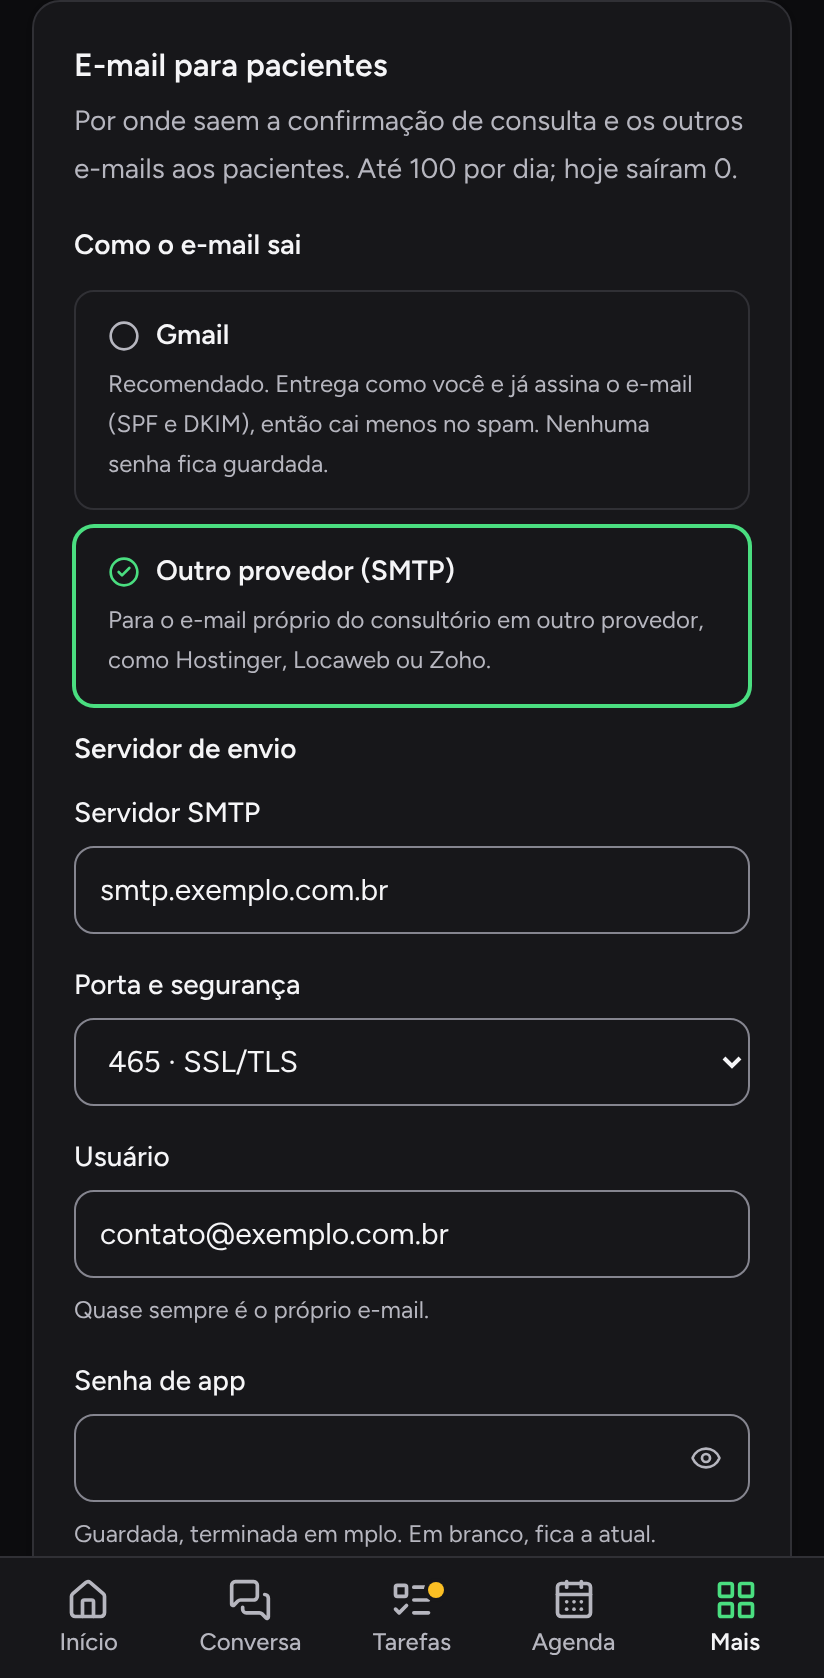 E-mail para pacientes
Por onde saem a confirmação de consulta e os outros
e-mails aos pacientes. Até 100 por dia; hoje saíram 0.
Como o e-mail sai
Gmail
Recomendado. Entrega como você e já assina o e-mail
(SPF e DKIM), então cai menos no spam. Nenhuma
senha fica guardada.
Outro provedor (SMTP)
Para o e-mail próprio do consultório em outro provedor,
como Hostinger, Locaweb ou Zoho.
Servidor de envio
Servidor SMTP
smtp.exemplo.com.br
Porta e segurança
465 · SSL/TLS
Usuário
contato@exemplo.com.br
Quase sempre é o próprio e-mail.
Senha de app
Guardada, terminada em mplo. Em branco, fica a atual.
Início
Conversa
Tarefas
Agenda
Mais